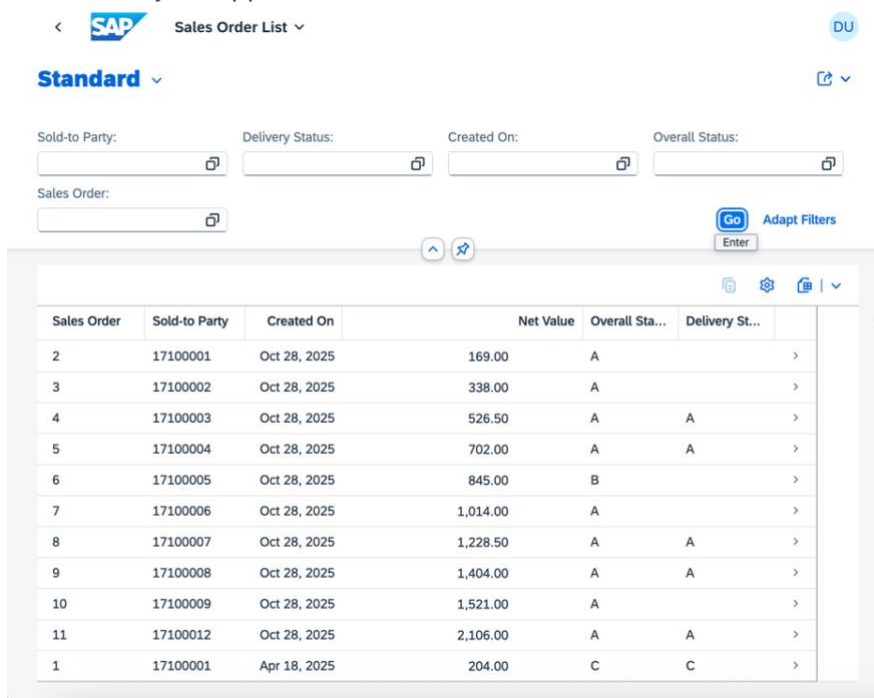 SAP Sales Order List DU
Standard
Sold-to Party: Delivery Status: Created On: Overall Status:
Sales Order:
Go Adapt Filters
Enter
Sales Order Sold-to Party Created On Net Value Overall Sta... Delivery St...
2 17100001 Oct 28, 2025 169.00 A
3 17100002 Oct 28, 2025 338.00 A
4 17100003 Oct 28, 2025 526.50 A A
5 17100004 Oct 28, 2025 702.00 A A
6 17100005 Oct 28, 2025 845.00 B
7 17100006 Oct 28, 2025 1,014.00 A
8 17100007 Oct 28, 2025 1,228.50 A A
9 17100008 Oct 28, 2025 1,404.00 A A
10 17100009 Oct 28, 2025 1,521.00 A
11 17100012 Oct 28, 2025 2,106.00 A A
1 17100001 Apr 18, 2025 204.00 C C